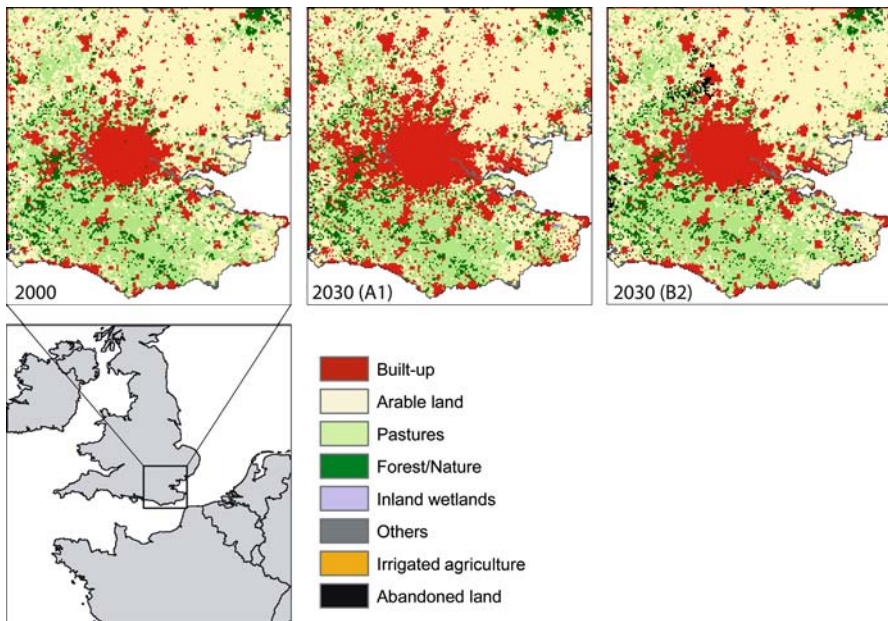 2000
2030 (A1)
2030 (B2)
Built-up
Arable land
Pastures
Forest/Nature
Inland wetlands
Others
Irrigated agriculture
Abandoned land